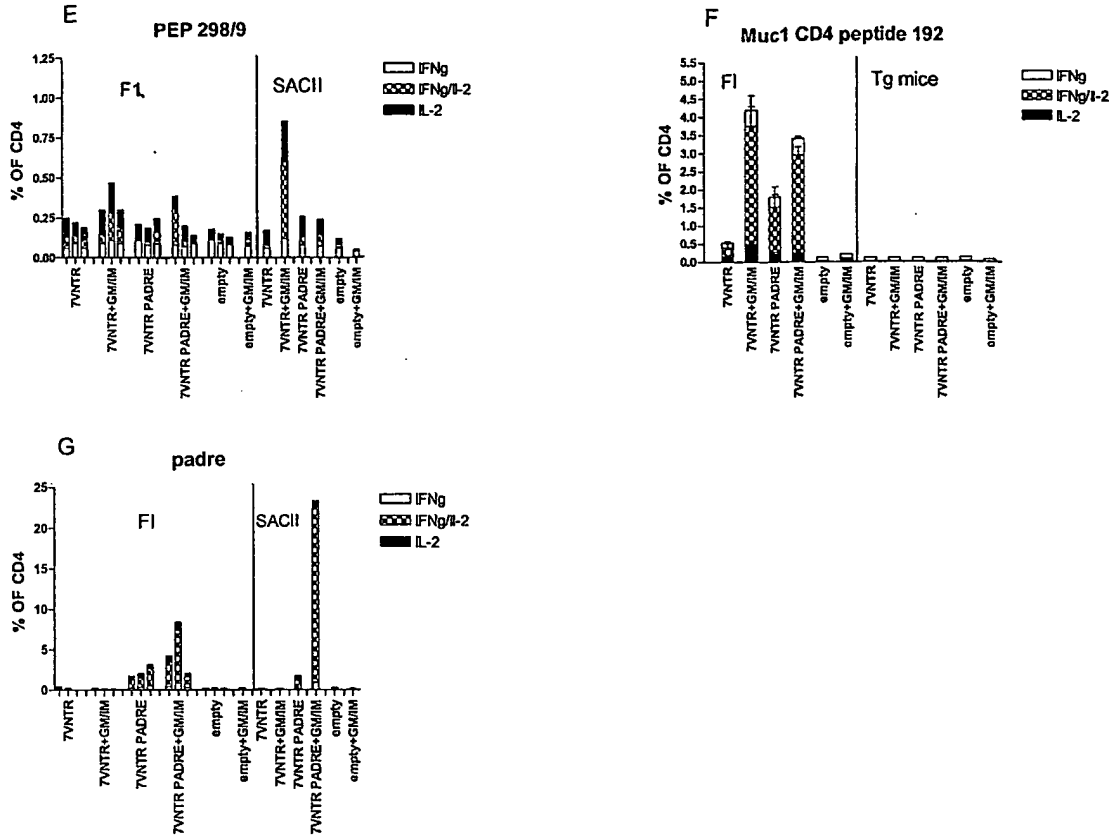 E
PEP 298/9
1.25
1.00
0.75
0.50
0.25
0.00
% OF CD4
F1
SACII
IFNg
IFNg/Il-2
IL-2
7VNTR
7VNTR+GM/IM
7VNTR PADRE
7VNTR PADRE+GM/IM
empty
empty+GM/IM
7VNTR
7VNTR+GM/IM
7VNTR PADRE
7VNTR PADRE+GM/IM
empty
empty+GM/IM
F
Muc1 CD4 peptide 192
5.5
5.0
4.5
4.0
3.5
3.0
2.5
2.0
1.5
1.0
0.5
0.0
% OF CD4
FI
Tg mice
IFNg
IFNg/Il-2
IL-2
7VNTR
7VNTR+GM/IM
7VNTR PADRE
7VNTR PADRE+GM/IM
empty
empty+GM/IM
7VNTR
7VNTR+GM/IM
7VNTR PADRE
7VNTR PADRE+GM/IM
empty
empty+GM/IM
G
padre
25
20
15
10
5
0
% OF CD4
FI
SACII
IFNg
IFNg/Il-2
IL-2
7VNTR
7VNTR+GM/IM
7VNTR PADRE
7VNTR PADRE+GM/IM
empty
empty+GM/IM
7VNTR
7VNTR+GM/IM
7VNTR PADRE
7VNTR PADRE+GM/IM
empty
empty+GM/IM